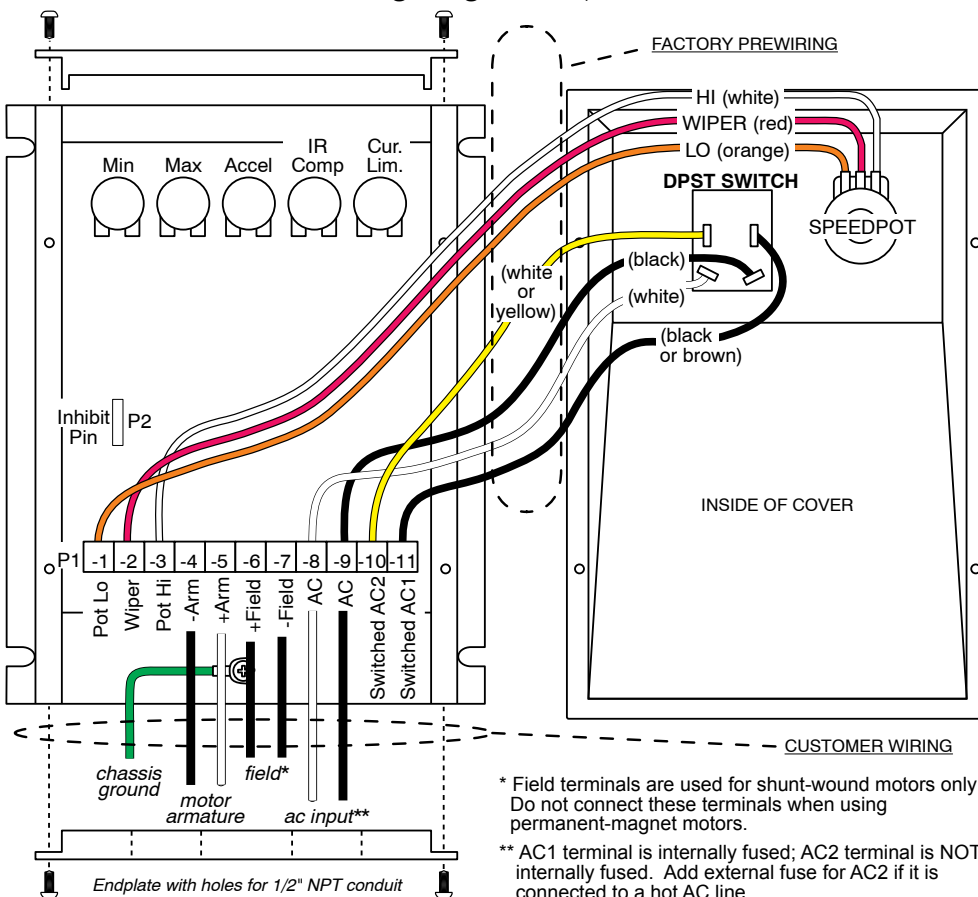 FACTORY PREWIRING
HI (white)
WIPER (red)
LO (orange)
DPST SWITCH
SPEEDPOT
Min
Max
Accel
IR
Comp
Cur.
Lim.
(white
or
yellow)
(black)
(white)
(black
or brown)
Inhibit
Pin
P2
INSIDE OF COVER
P1 -1 -2 -3 -4 -5 -6 -7 -8 -9 -10 -11
Pot Lo
Wiper
Pot Hi
-Arm
+Arm
+Field
-Field
AC
AC
Switched AC2
Switched AC1
CUSTOMER WIRING
chassis
ground
motor
armature
field*
ac input**
* Field terminals are used for shunt-wound motors only
Do not connect these terminals when using
permanent-magnet motors.
** AC1 terminal is internally fused; AC2 terminal is NOT
internally fused. Add external fuse for AC2 if it is
connected to a hot AC line
Endplate with holes for 1/2" NPT conduit